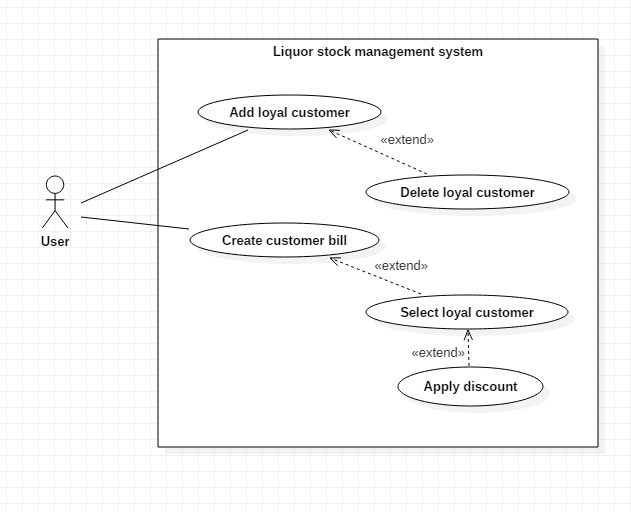 Liquor stock management system
Add loyal customer
«extend»
Delete loyal customer
User
Create customer bill
«extend»
Select loyal customer
«extend»
Apply discount